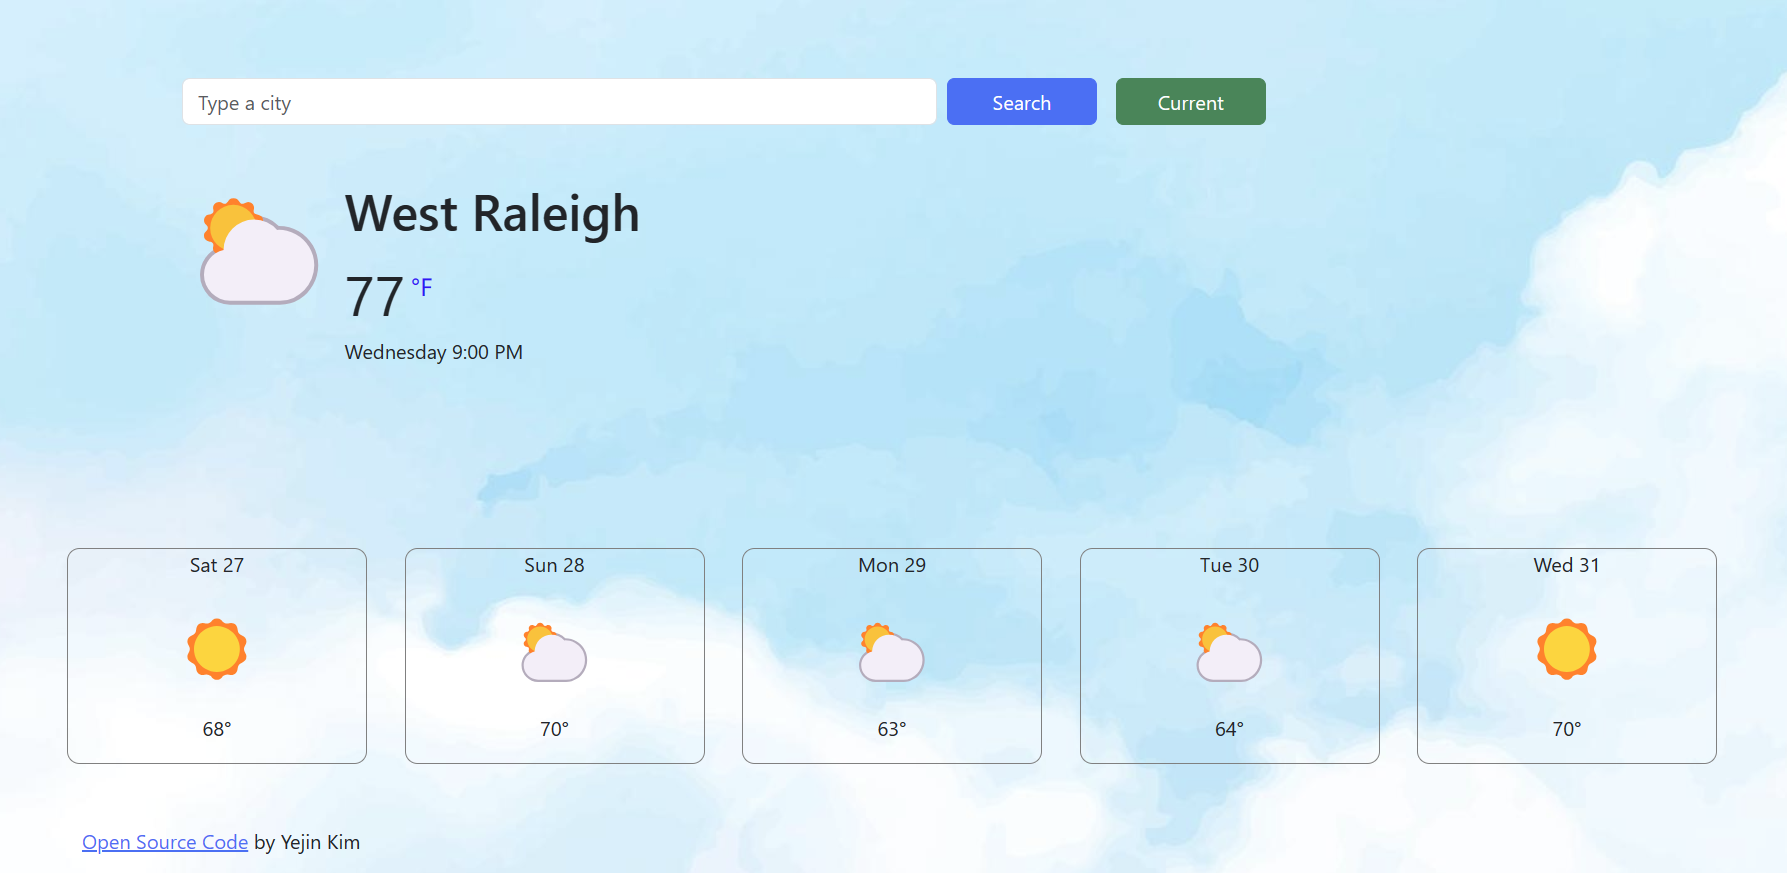 Type a city
Search
Current
West Raleigh
77 °F
Wednesday 9:00 PM
Sat 27
68°
Sun 28
70°
Mon 29
63°
Tue 30
64°
Wed 31
70°
Open Source Code by Yejin Kim